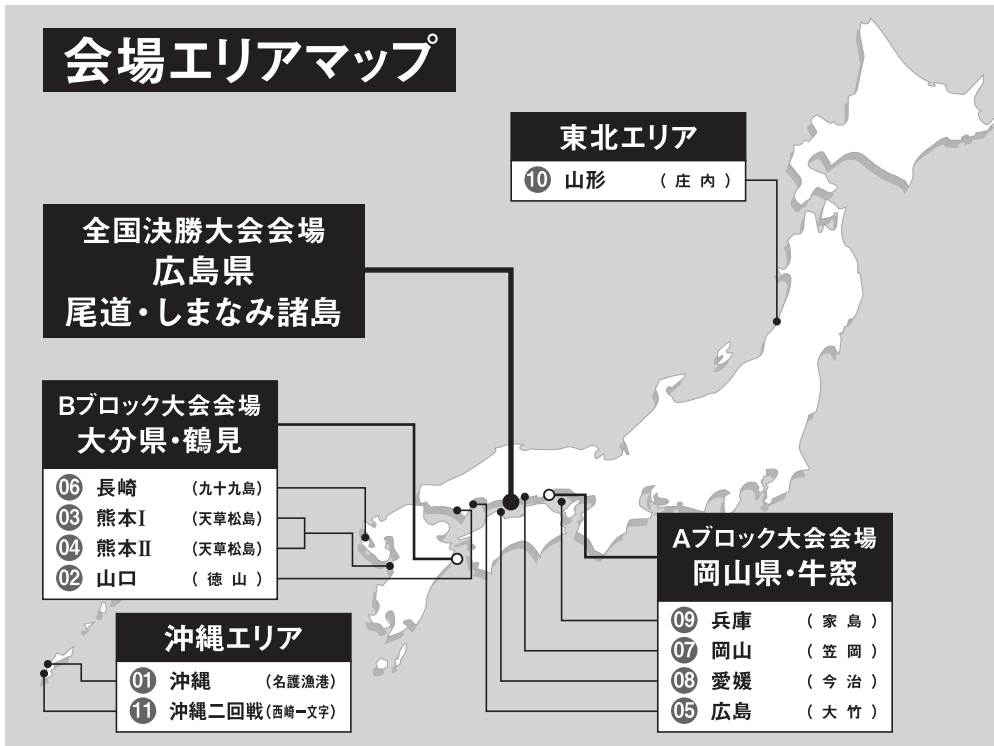 会場エリアマップ
東北エリア
10 山形 (庄内)
全国決勝大会会場
広島県
尾道・しまなみ諸島
Bブロック大会会場
大分県・鶴見
06 長崎 (九十九島)
03 熊本I (天草松島)
04 熊本II (天草松島)
02 山口 (徳山)
Aブロック大会会場
岡山県・牛窓
09 兵庫 (家島)
07 岡山 (笠岡)
08 愛媛 (今治)
05 広島 (大竹)
沖縄エリア
01 沖縄 (名護漁港)
11 沖縄二回戦 (西崎一文字)